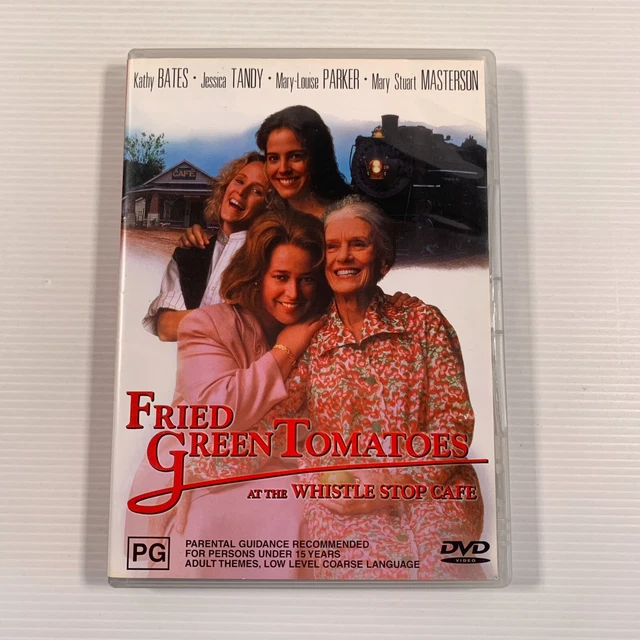 Kathy BATES · Jessica TANDY · Mary-Louise PARKER · Mary Stuart MASTERSON
CAFE
FRIED
GREEN TOMATOES
AT THE WHISTLE STOP CAFE
PG
PARENTAL GUIDANCE RECOMMENDED
FOR PERSONS UNDER 15 YEARS
ADULT THEMES, LOW LEVEL COARSE LANGUAGE
DVD
VIDEO